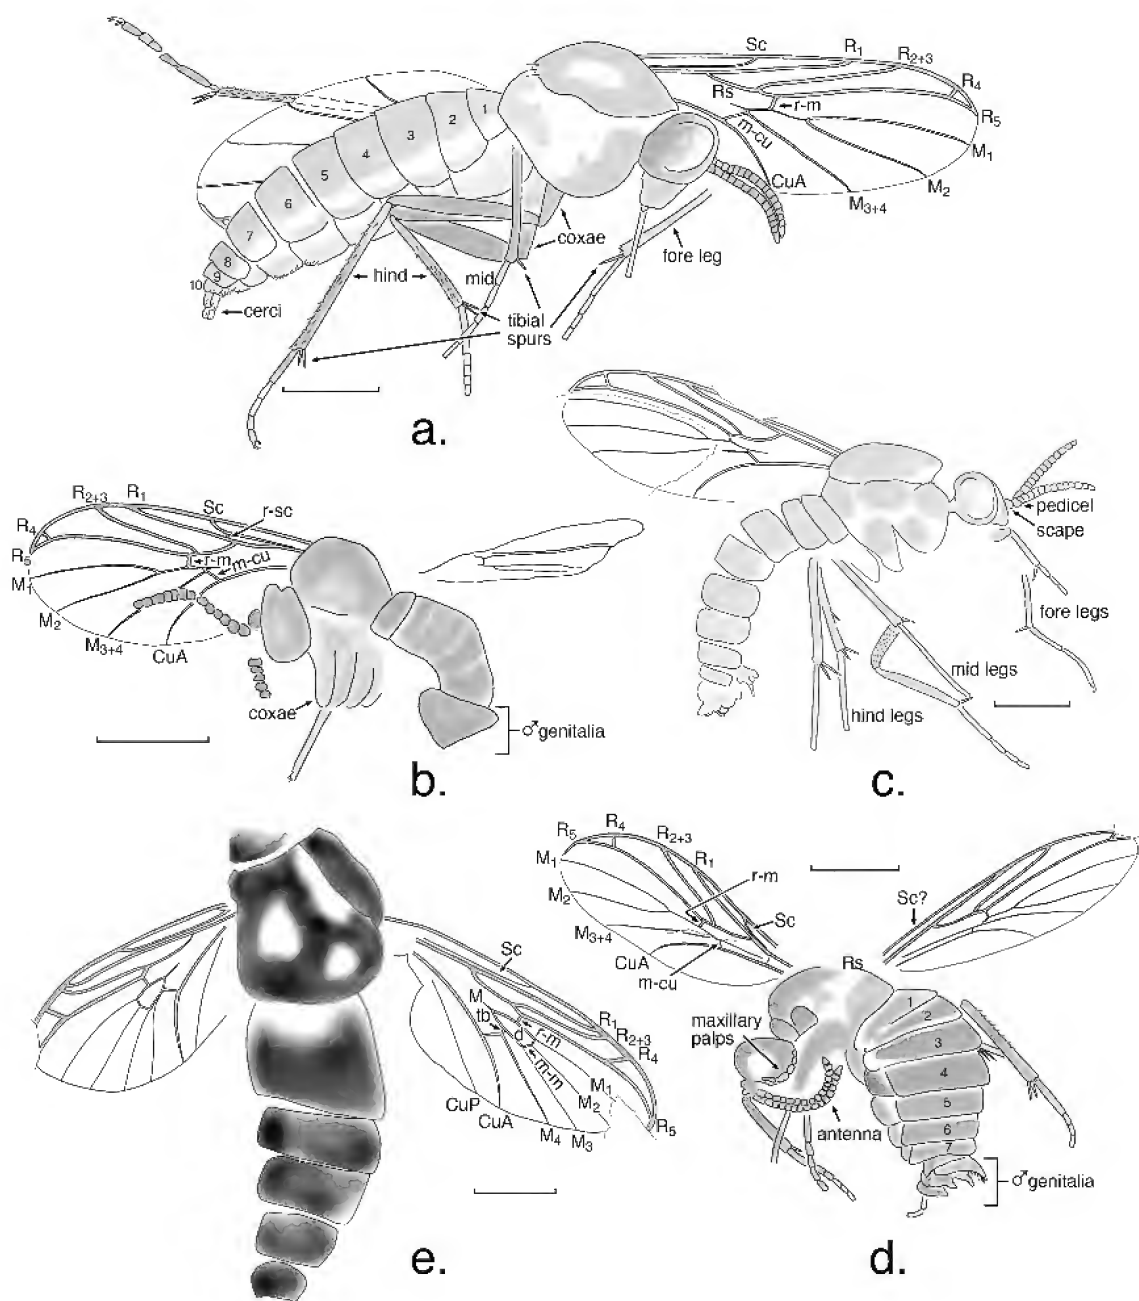 Sc
R1
R2+3
R4
R5
Rs
r-m
m-cu
M1
M2
M3+4
CuA
1
2
3
4
5
6
7
8
9
10
coxae
fore leg
hind
mid
cerci
tibial
spurs
a.
R2+3
R1
Sc
r-sc
R4
R5
r-m
m-cu
M1
M2
M3+4
CuA
coxae
♂genitalia
b.
pedicel
scape
fore legs
mid legs
hind legs
c.
Sc
M
tb
d
r-m
m-m
R1
R2+3
R4
R5
M1
M2
M3
M4
CuA
CuP
e.
R5
R4
R2+3
R1
M1
r-m
M2
Sc
Sc?
M3+4
CuA
m-cu
Rs
maxillary
palps
1
2
3
4
5
6
7
antenna
♂genitalia
d.